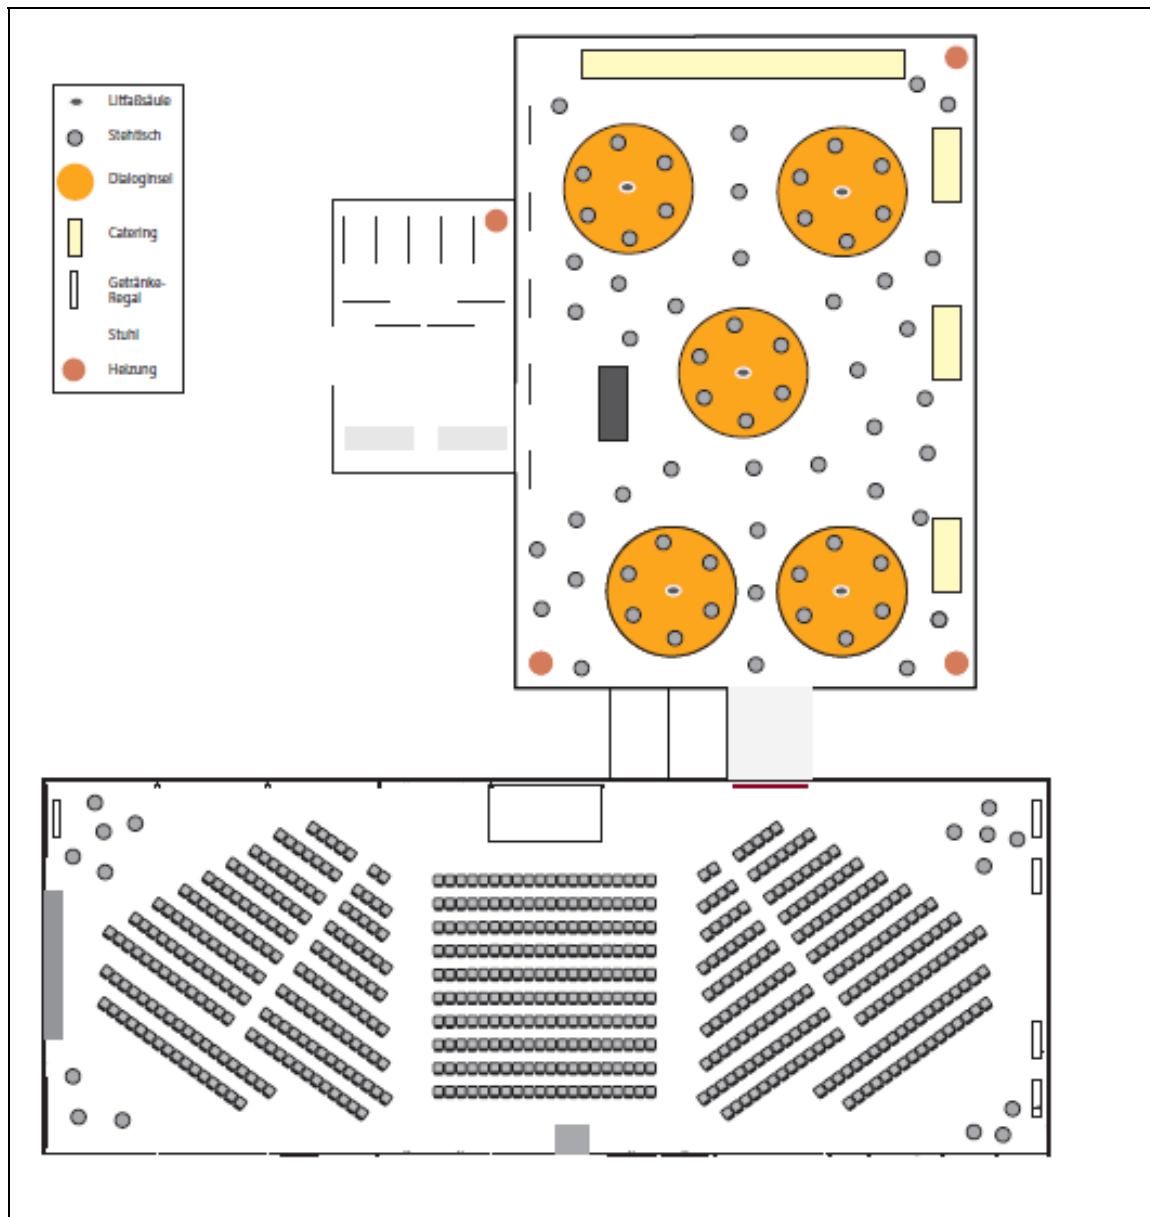 Litfaßsäule
Stehtisch
Dialoginsel
Catering
Getränke-
Regal
Stuhl
Heizung